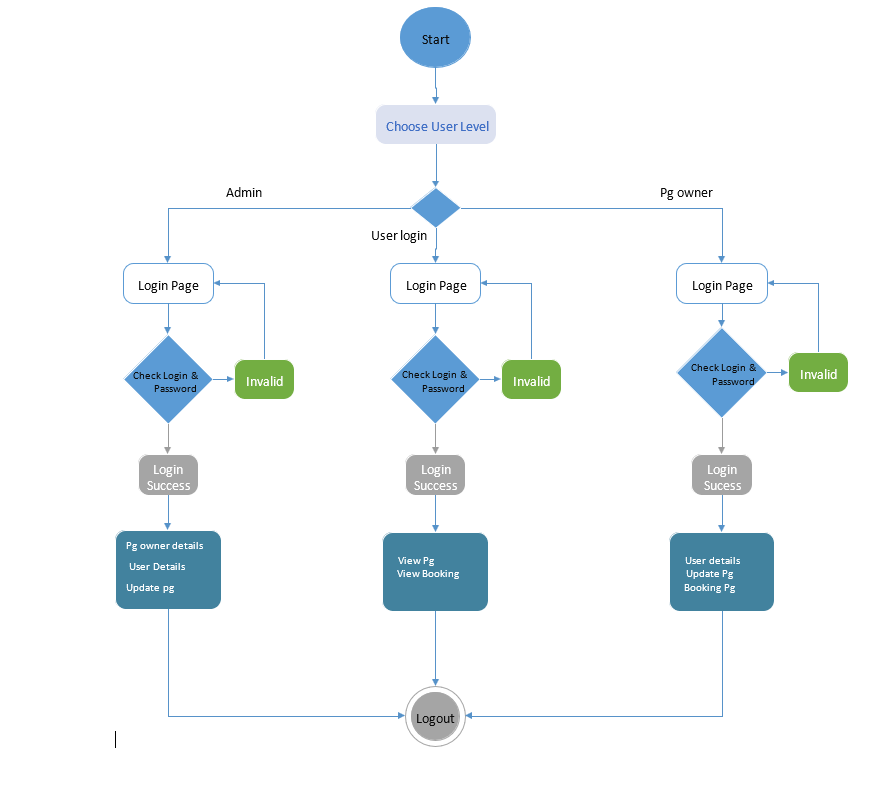 Start
Choose User Level
Admin
Pg owner
User login
Login Page
Login Page
Login Page
Check Login &
Password
Invalid
Check Login &
Password
Invalid
Check Login &
Password
Invalid
Login
Success
Login
Success
Login
Sucess
Pg owner details
User Details
Update pg
View Pg
View Booking
User details
Update Pg
Booking Pg
Logout